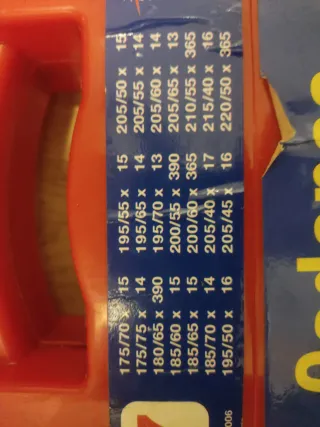 175/70 x 15 195/55 x 15 205/50 x 15
175/75 x 14 195/65 x 14 205/55 x 14
180/65 x 390 195/70 x 13 205/60 x 14
185/60 x 15 200/55 x 390 205/65 x 13
185/65 x 15 200/60 x 365 210/55 x 365
185/70 x 14 205/40 x 17 215/40 x 16
195/50 x 16 205/45 x 16 220/50 x 365
7